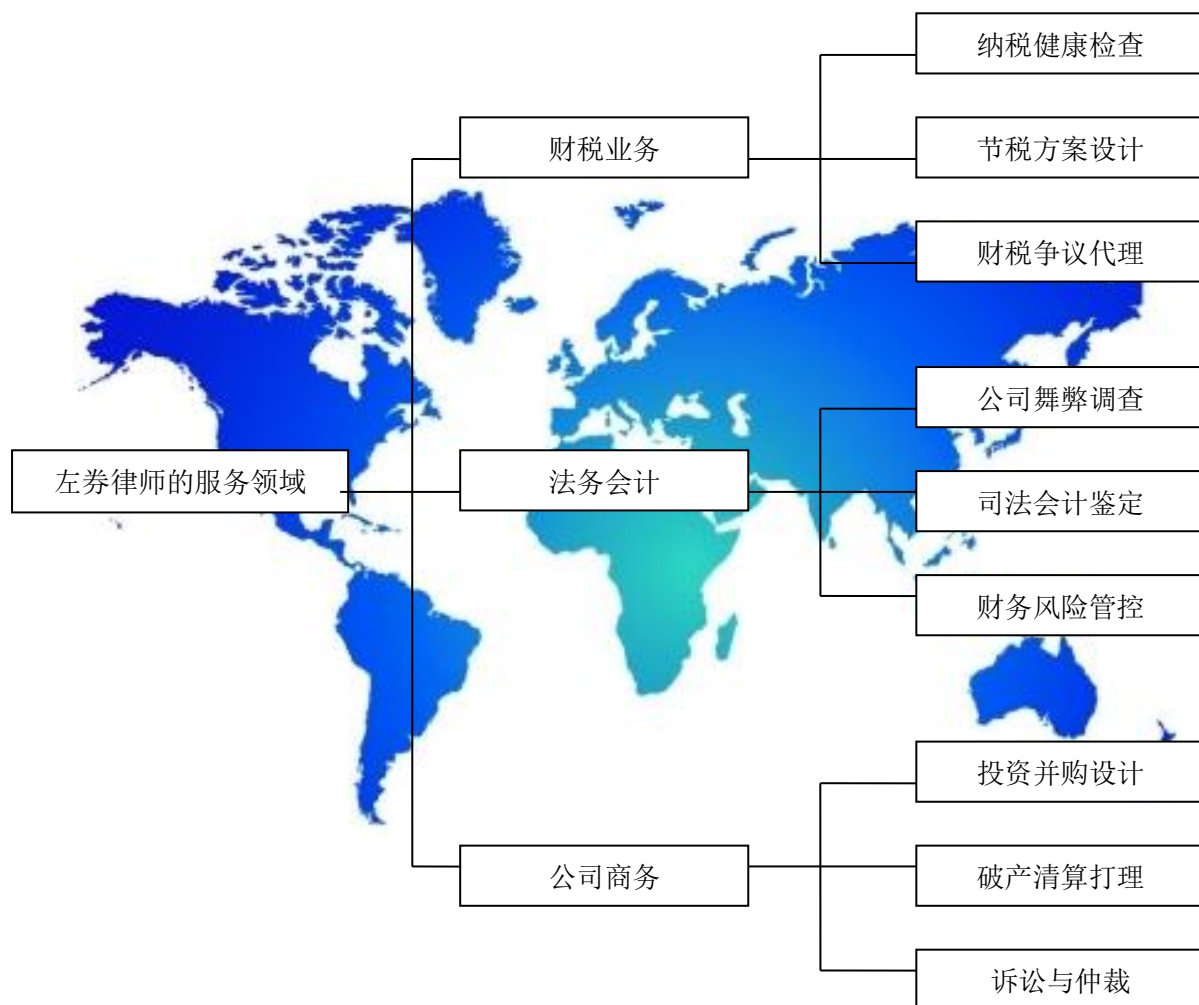 左券律师的服务领域
财税业务
纳税健康检查
节税方案设计
财税争议代理
法务会计
公司舞弊调查
司法会计鉴定
财务风险管控
公司商务
投资并购设计
破产清算打理
诉讼与仲裁